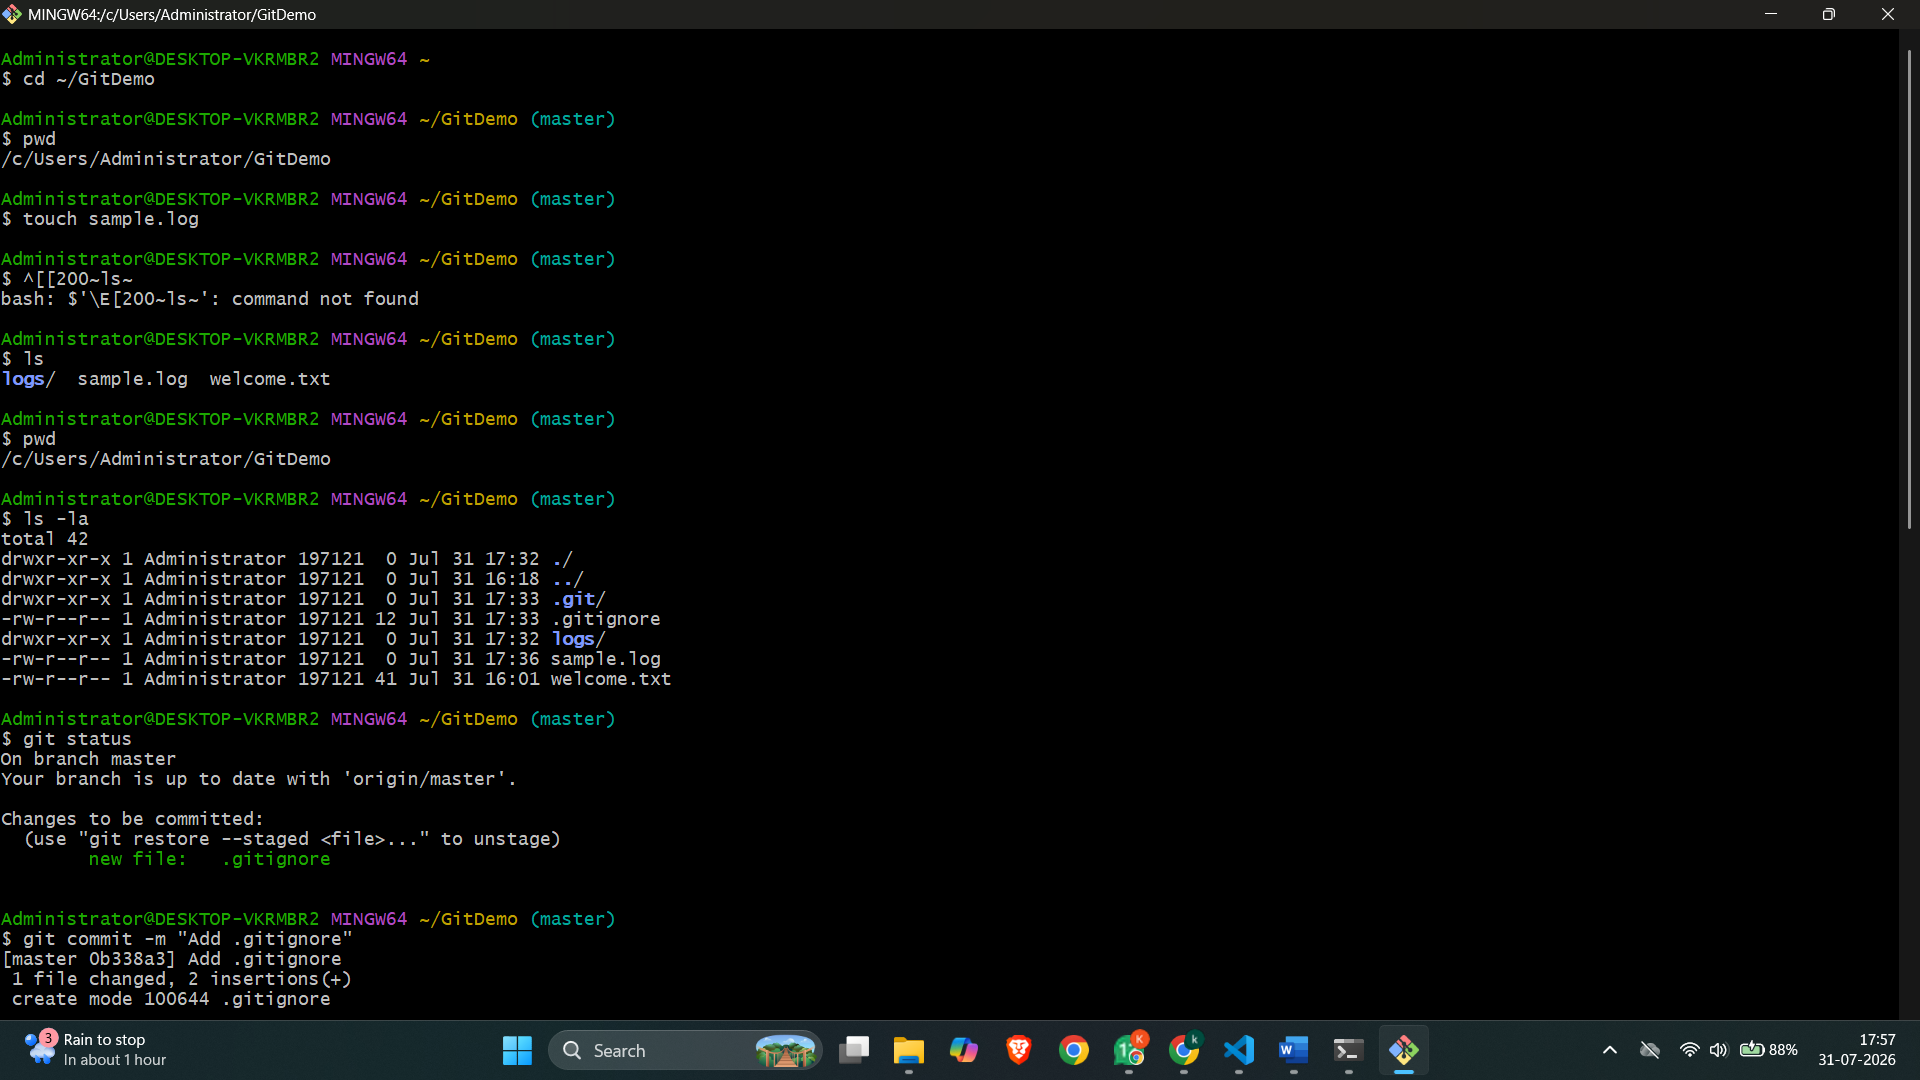 MINGW64:/c/Users/Administrator/GitDemo
Administrator@DESKTOP-VKRMBR2 MINGW64 ~
$ cd ~/GitDemo
Administrator@DESKTOP-VKRMBR2 MINGW64 ~/GitDemo (master)
$ pwd
/c/Users/Administrator/GitDemo
Administrator@DESKTOP-VKRMBR2 MINGW64 ~/GitDemo (master)
$ touch sample.log
Administrator@DESKTOP-VKRMBR2 MINGW64 ~/GitDemo (master)
$ ^[[200~ls~
bash: $'\E[200~ls~': command not found
Administrator@DESKTOP-VKRMBR2 MINGW64 ~/GitDemo (master)
$ ls
logs/  sample.log  welcome.txt
Administrator@DESKTOP-VKRMBR2 MINGW64 ~/GitDemo (master)
$ pwd
/c/Users/Administrator/GitDemo
Administrator@DESKTOP-VKRMBR2 MINGW64 ~/GitDemo (master)
$ ls -la
total 42
drwxr-xr-x 1 Administrator 197121  0 Jul 31 17:32 ./
drwxr-xr-x 1 Administrator 197121  0 Jul 31 16:18 ../
drwxr-xr-x 1 Administrator 197121  0 Jul 31 17:33 .git/
-rw-r--r-- 1 Administrator 197121 12 Jul 31 17:33 .gitignore
drwxr-xr-x 1 Administrator 197121  0 Jul 31 17:32 logs/
-rw-r--r-- 1 Administrator 197121  0 Jul 31 17:36 sample.log
-rw-r--r-- 1 Administrator 197121 41 Jul 31 16:01 welcome.txt
Administrator@DESKTOP-VKRMBR2 MINGW64 ~/GitDemo (master)
$ git status
On branch master
Your branch is up to date with 'origin/master'.
Changes to be committed:
  (use "git restore --staged <file>..." to unstage)
        new file:   .gitignore
Administrator@DESKTOP-VKRMBR2 MINGW64 ~/GitDemo (master)
$ git commit -m "Add .gitignore"
[master 0b338a3] Add .gitignore
 1 file changed, 2 insertions(+)
 create mode 100644 .gitignore
3
Rain to stop
In about 1 hour
Search
K
k
88%
17:57
31-07-2026